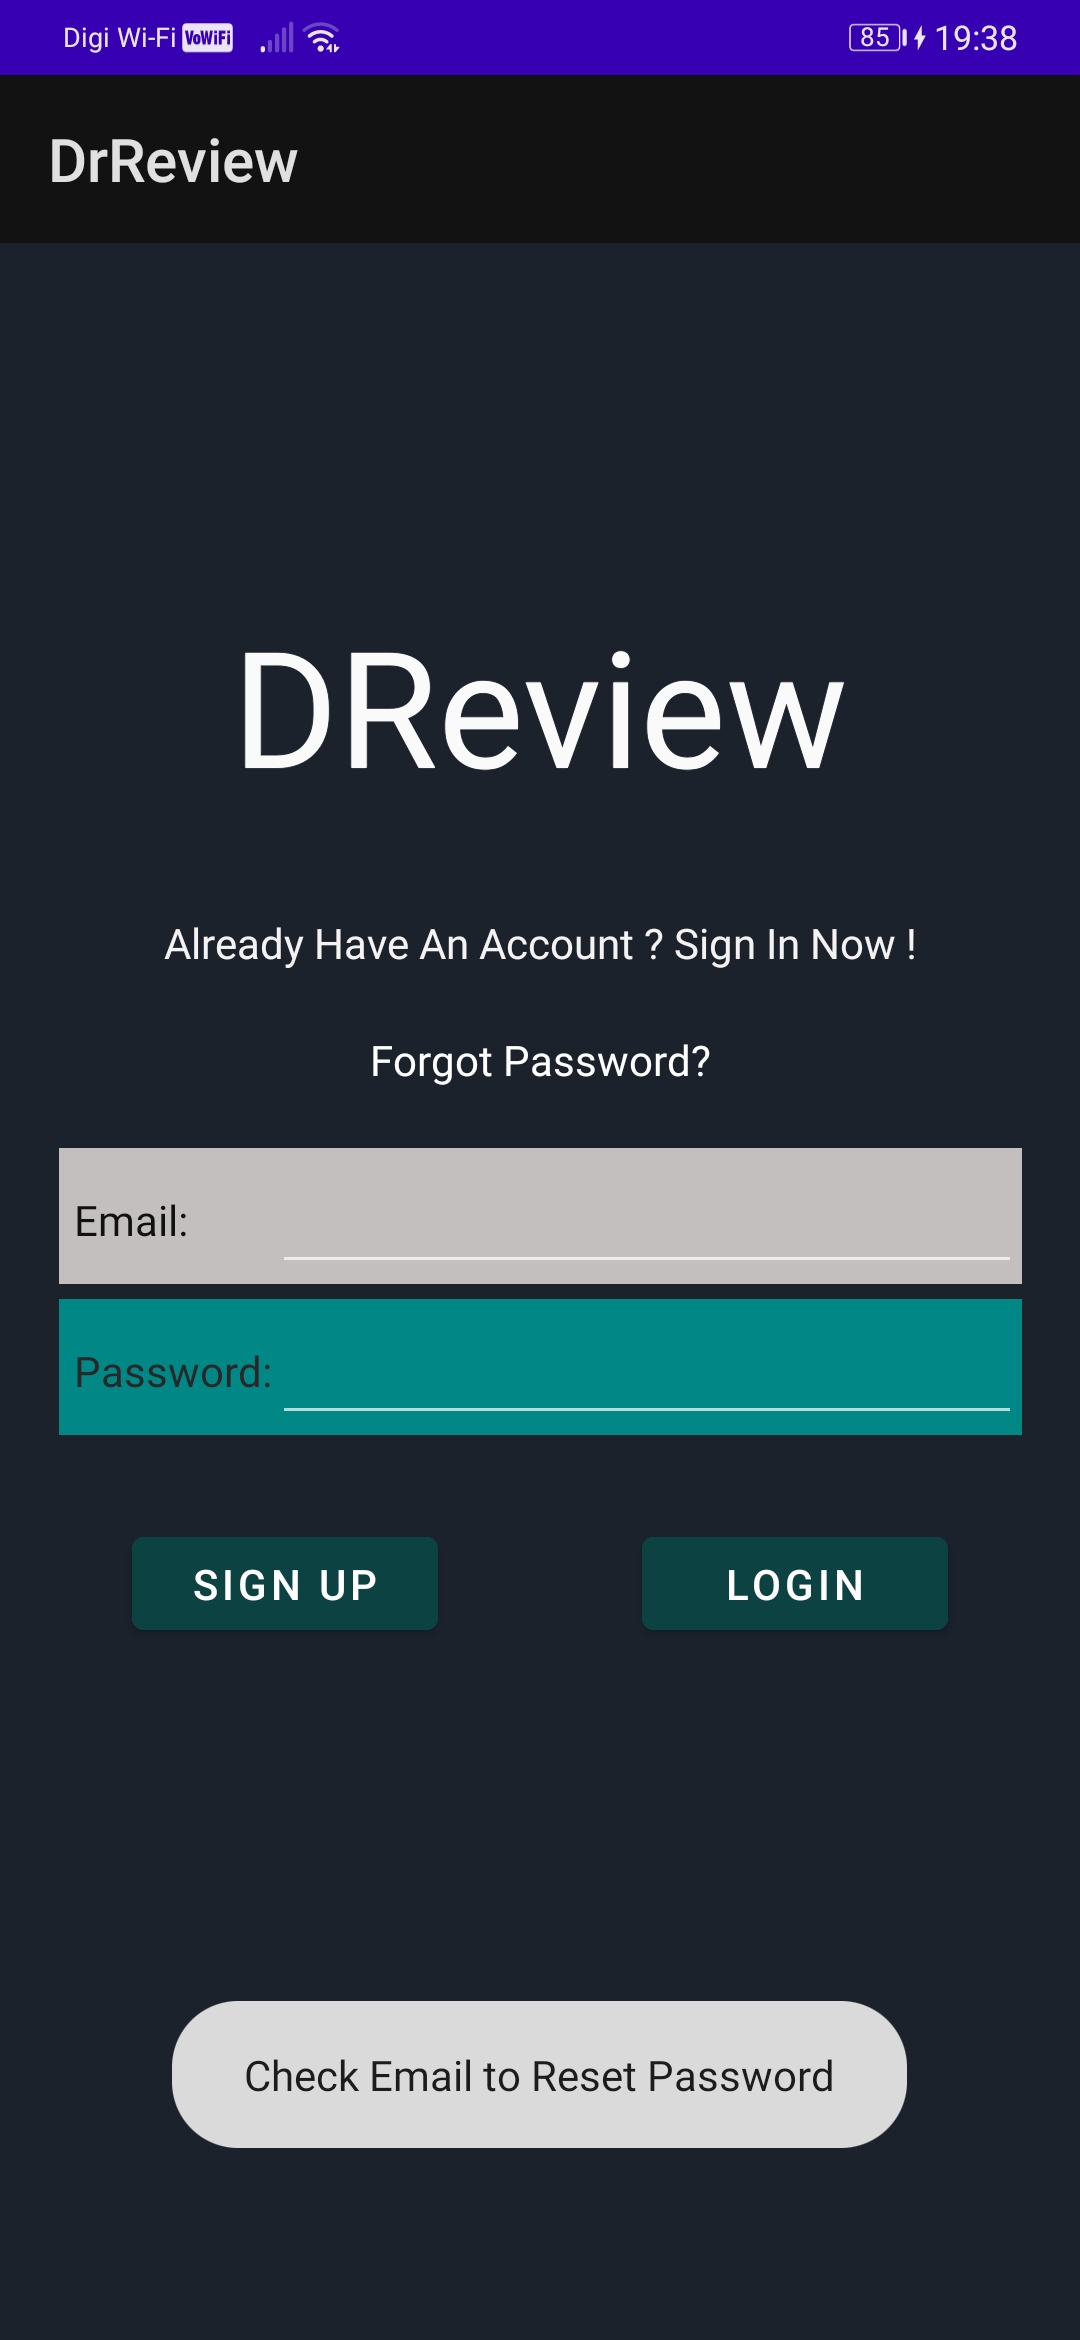 Digi Wi-Fi VoWiFi 85 19:38
DrReview
DReview
Already Have An Account ? Sign In Now !
Forgot Password?
Email:
Password:
SIGN UP LOGIN
Check Email to Reset Password